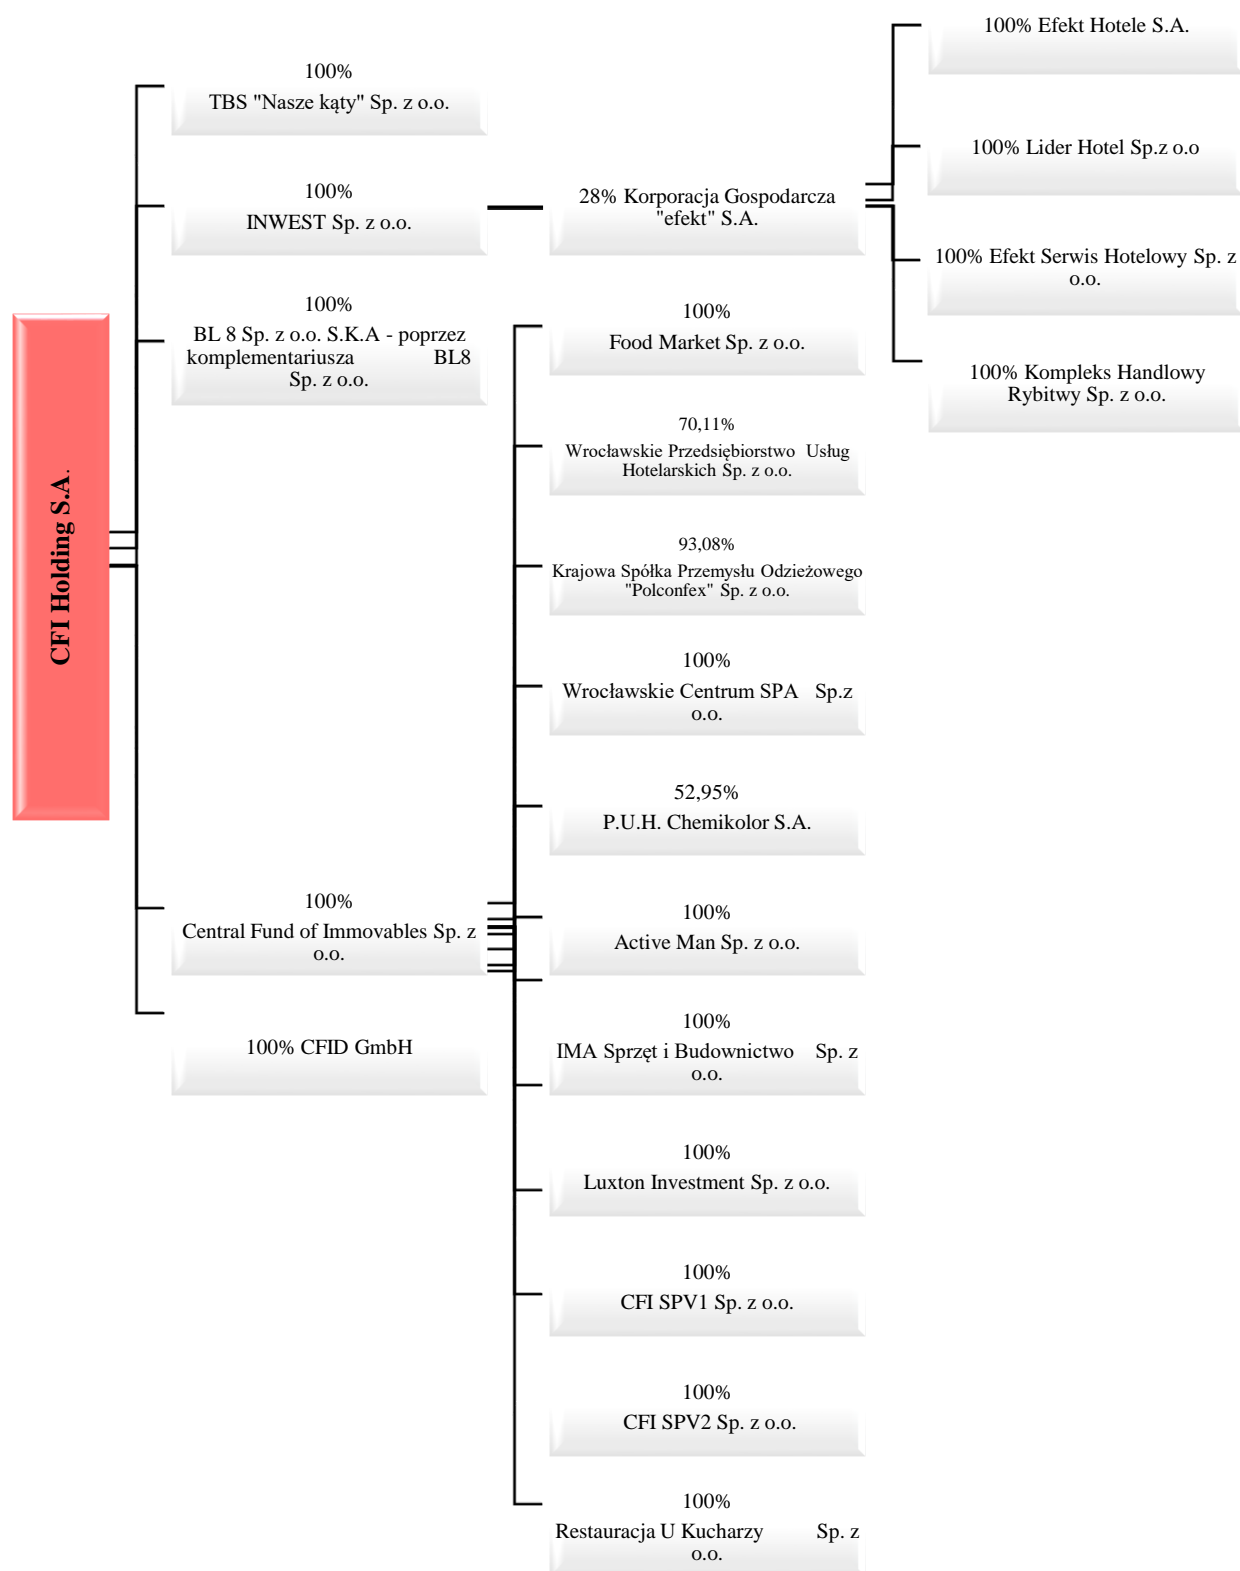 CFI Holding S.A.
100%
TBS "Nasze kąty" Sp. z o.o.
100%
INWEST Sp. z o.o.
100%
BL 8 Sp. z o.o. S.K.A - poprzez
komplementariusza BL8
Sp. z o.o.
100%
Central Fund of Immovables Sp. z
o.o.
100% CFID GmbH
28% Korporacja Gospodarcza
"efekt" S.A.
100%
Food Market Sp. z o.o.
70,11%
Wrocławskie Przedsiębiorstwo Usług
Hotelarskich Sp. z o.o.
93,08%
Krajowa Spółka Przemysłu Odzieżowego
"Polconfex" Sp. z o.o.
100%
Wrocławskie Centrum SPA Sp.z
o.o.
52,95%
P.U.H. Chemikolor S.A.
100%
Active Man Sp. z o.o.
100%
IMA Sprzęt i Budownictwo Sp. z
o.o.
100%
Luxton Investment Sp. z o.o.
100%
CFI SPV1 Sp. z o.o.
100%
CFI SPV2 Sp. z o.o.
100%
Restauracja U Kucharzy Sp. z
o.o.
100% Efekt Hotele S.A.
100% Lider Hotel Sp.z o.o
100% Efekt Serwis Hotelowy Sp. z
o.o.
100% Kompleks Handlowy
Rybitwy Sp. z o.o.